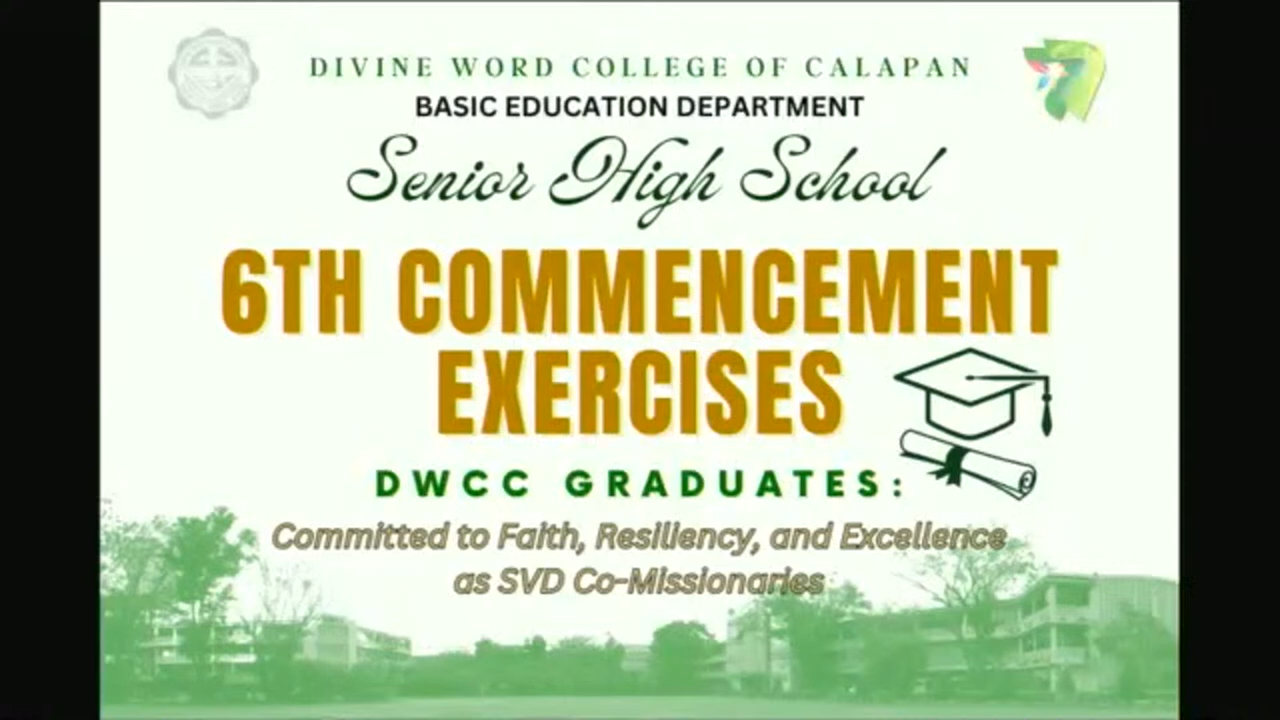 DIVINE WORD COLLEGE OF CALAPAN
BASIC EDUCATION DEPARTMENT
Senior High School
6TH COMMENCEMENT
EXERCISES
DWCC GRADUATES:
Committed to Faith, Resiliency, and Excellence
as SVD Co-Missionaries